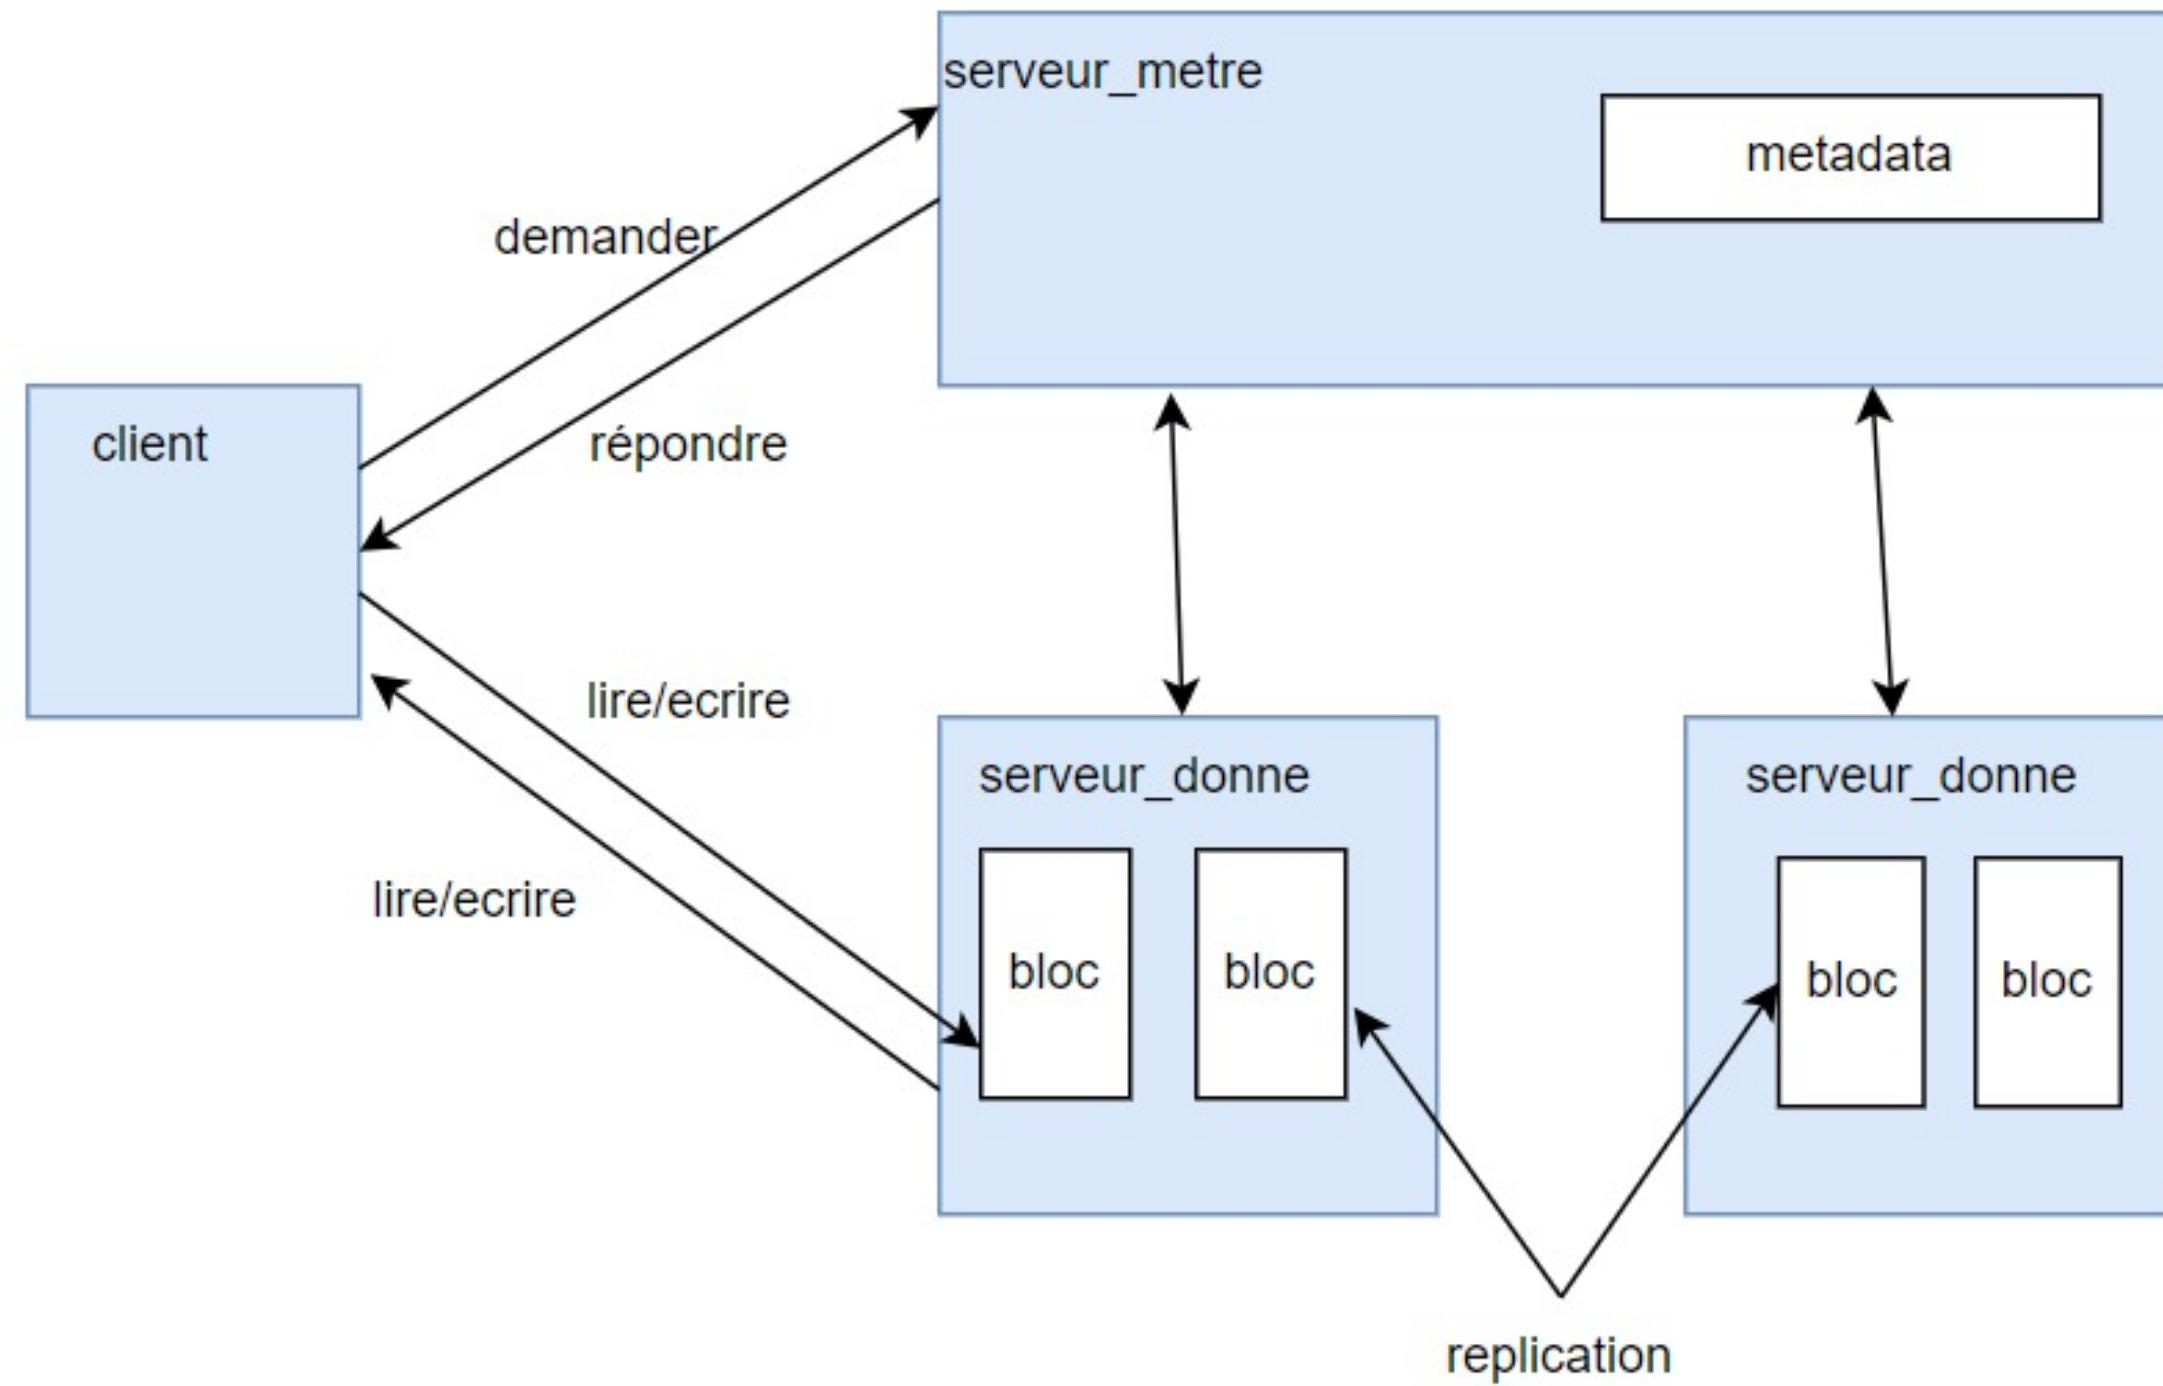 serveur_metre
metadata
demander
client
répondre
lire/ecrire
serveur_donne
serveur_donne
lire/ecrire
bloc
bloc
bloc
bloc
replication